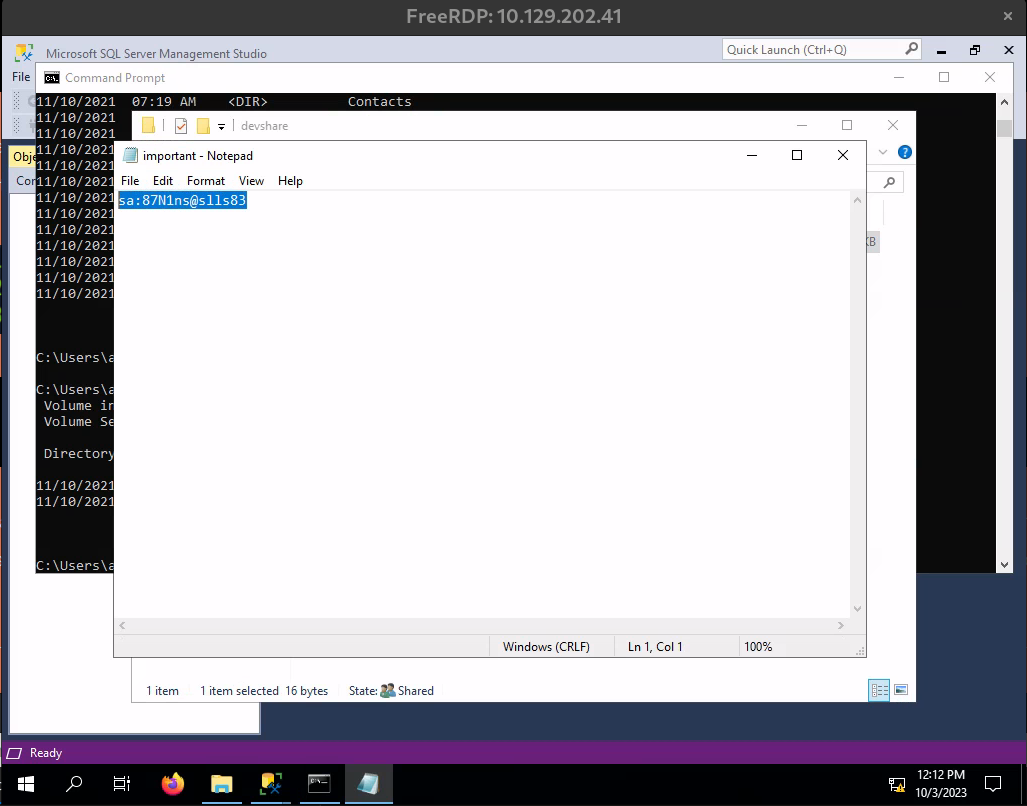 FreeRDP: 10.129.202.41
Microsoft SQL Server Management Studio
Quick Launch (Ctrl+Q)
File
Command Prompt
11/10/2021 07:19 AM <DIR> Contacts
11/10/2021
devshare
11/10/2021
11/10/2021
Obje
important - Notepad
11/10/2021
Con
File Edit Format View Help
11/10/2021
11/10/2021
sa:87N1ns@slls83
11/10/2021
11/10/2021
11/10/2021
KB
11/10/2021
11/10/2021
11/10/2021
11/10/2021
C:\Users\a
C:\Users\a
Volume in
Volume Se
Directory
11/10/2021
11/10/2021
C:\Users\a
Windows (CRLF) Ln 1, Col 1 100%
1 item 1 item selected 16 bytes State: Shared
Ready
12:12 PM
10/3/2023